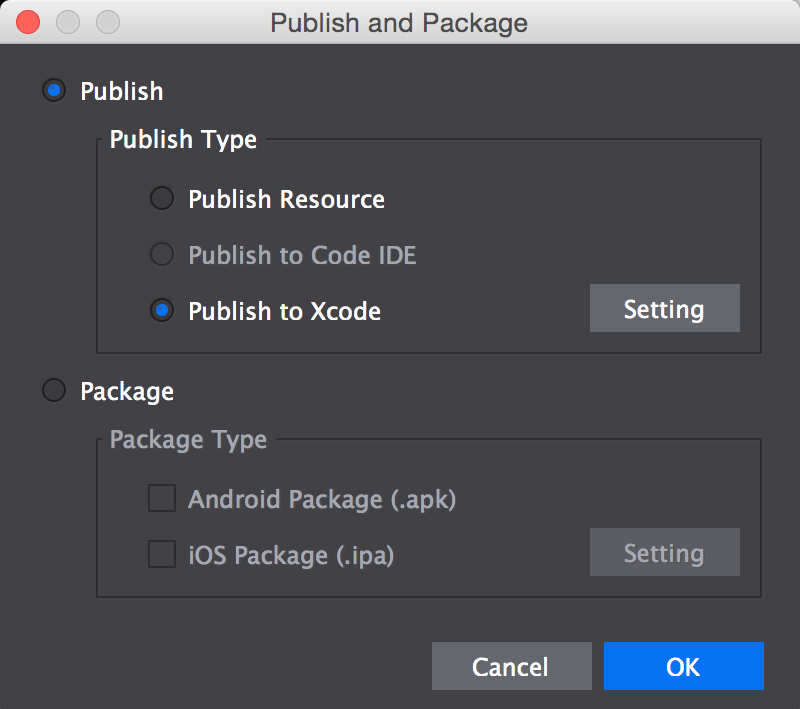 Publish and Package
Publish
Publish Type
Publish Resource
Publish to Code IDE
Publish to Xcode
Setting
Package
Package Type
Android Package (.apk)
iOS Package (.ipa)
Setting
Cancel
OK